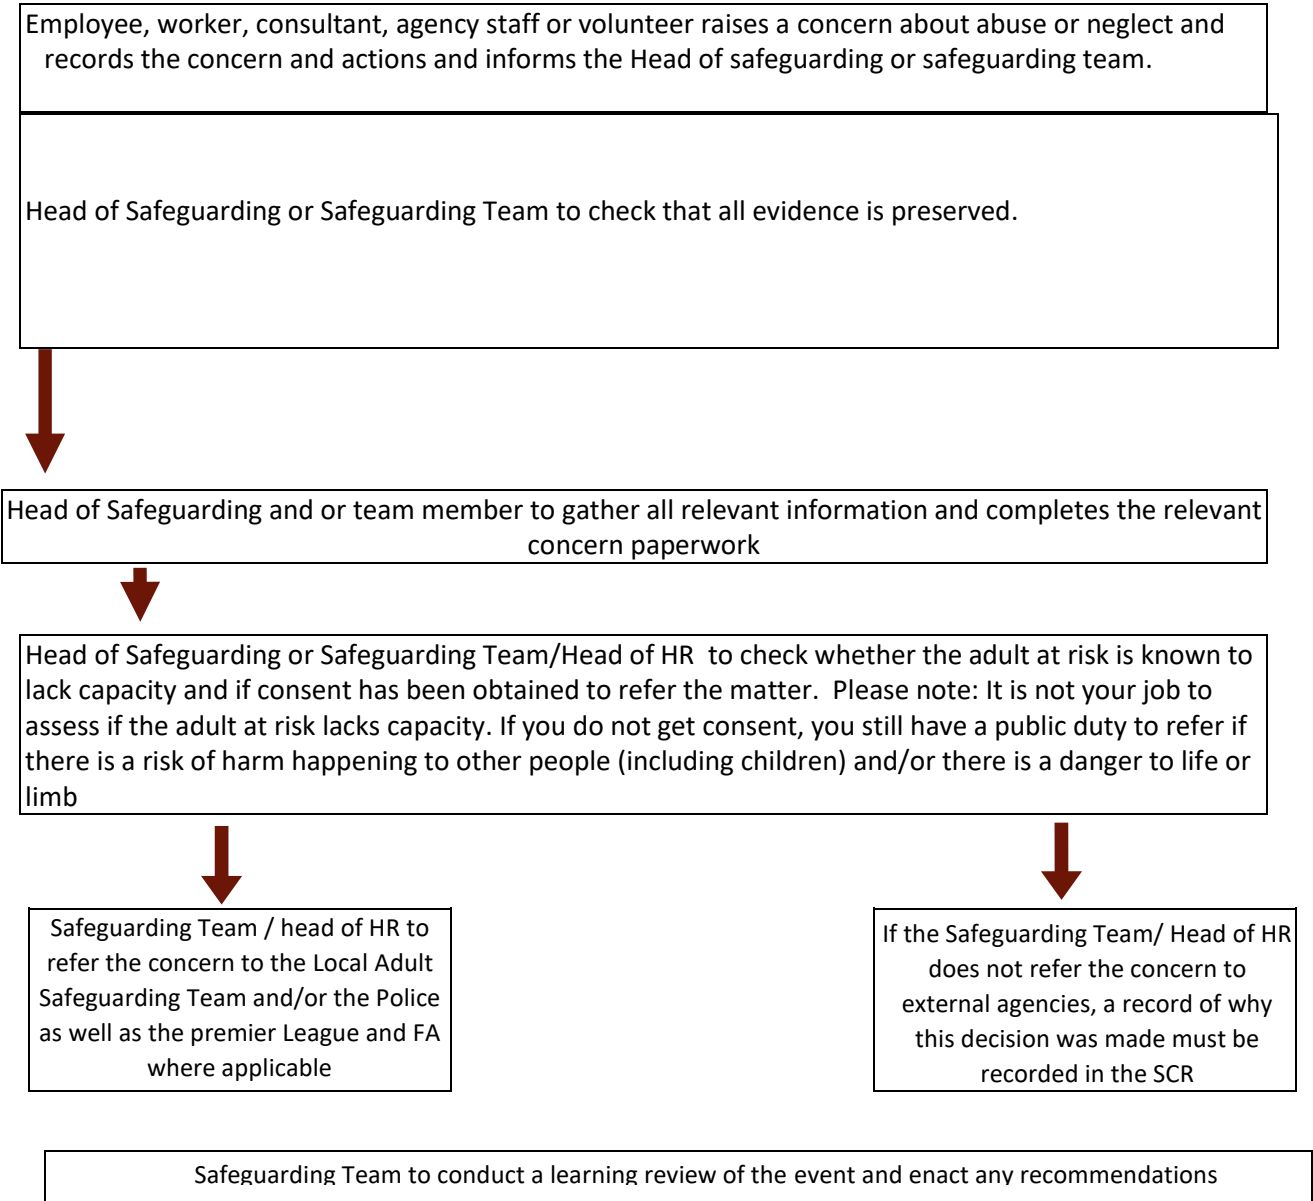 Employee, worker, consultant, agency staff or volunteer raises a concern about abuse or neglect and
records the concern and actions and informs the Head of safeguarding or safeguarding team.
Head of Safeguarding or Safeguarding Team to check that all evidence is preserved.
Head of Safeguarding and or team member to gather all relevant information and completes the relevant
concern paperwork
Head of Safeguarding or Safeguarding Team/Head of HR  to check whether the adult at risk is known to
lack capacity and if consent has been obtained to refer the matter.  Please note: It is not your job to
assess if the adult at risk lacks capacity. If you do not get consent, you still have a public duty to refer if
there is a risk of harm happening to other people (including children) and/or there is a danger to life or
limb
Safeguarding Team / head of HR to
refer the concern to the Local Adult
Safeguarding Team and/or the Police
as well as the premier League and FA
where applicable
If the Safeguarding Team/ Head of HR
does not refer the concern to
external agencies, a record of why
this decision was made must be
recorded in the SCR
Safeguarding Team to conduct a learning review of the event and enact any recommendations